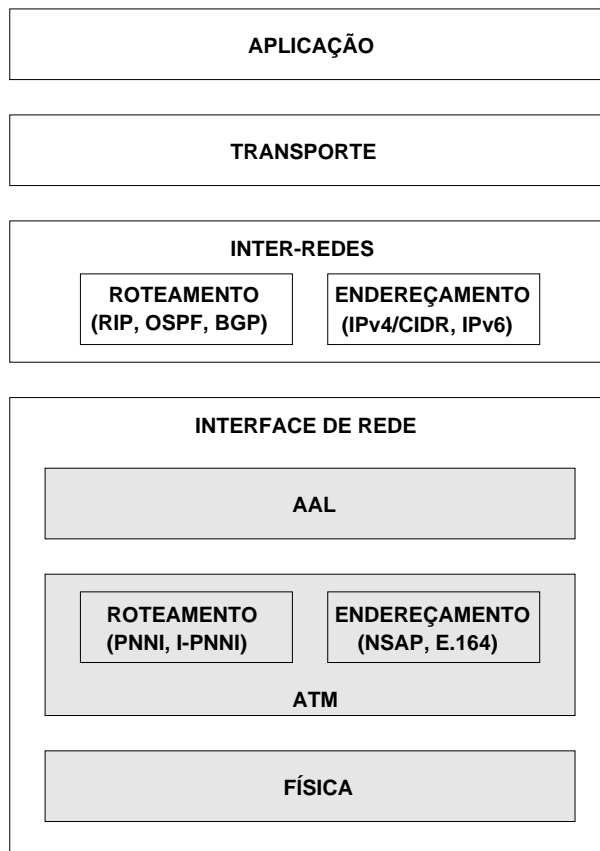 APLICAÇÃO
TRANSPORTE
INTER-REDES
ROTEAMENTO
(RIP, OSPF, BGP)
ENDEREÇAMENTO
(IPv4/CIDR, IPv6)
INTERFACE DE REDE
AAL
ROTEAMENTO
(PNNI, I-PNNI)
ENDEREÇAMENTO
(NSAP, E.164)
ATM
FÍSICA